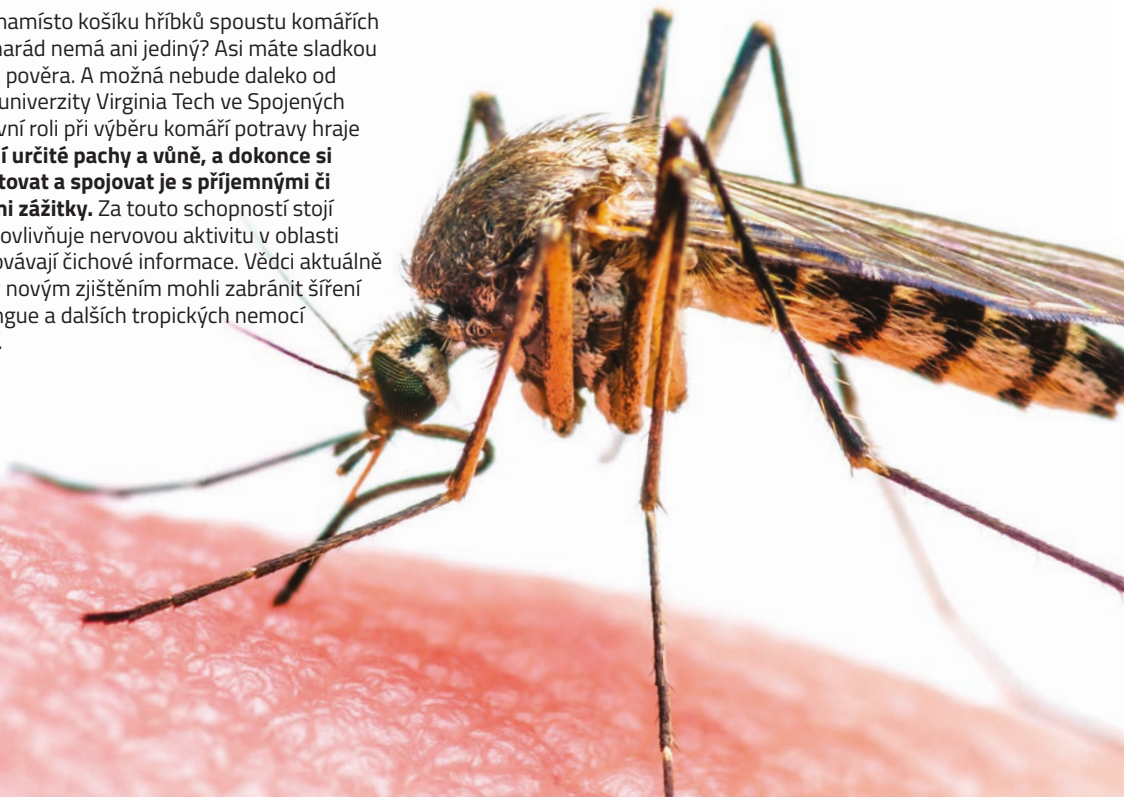 namísto košíku hříbků spoustu komářích
narád nemá ani jediný? Asi máte sladkou
pověra. A možná nebude daleko od
univerzity Virginia Tech ve Spojených
vní roli při výběru komáří potravy hraje
í určité pachy a vůně, a dokonce si
tovat a spojovat je s příjemnými či
ni zážitky. Za touto schopností stojí
ovlivňuje nervovou aktivitu v oblasti
ovávají čichové informace. Vědci aktuálně
novým zjištěním mohli zabránit šíření
ngue a dalších tropických nemocí
.